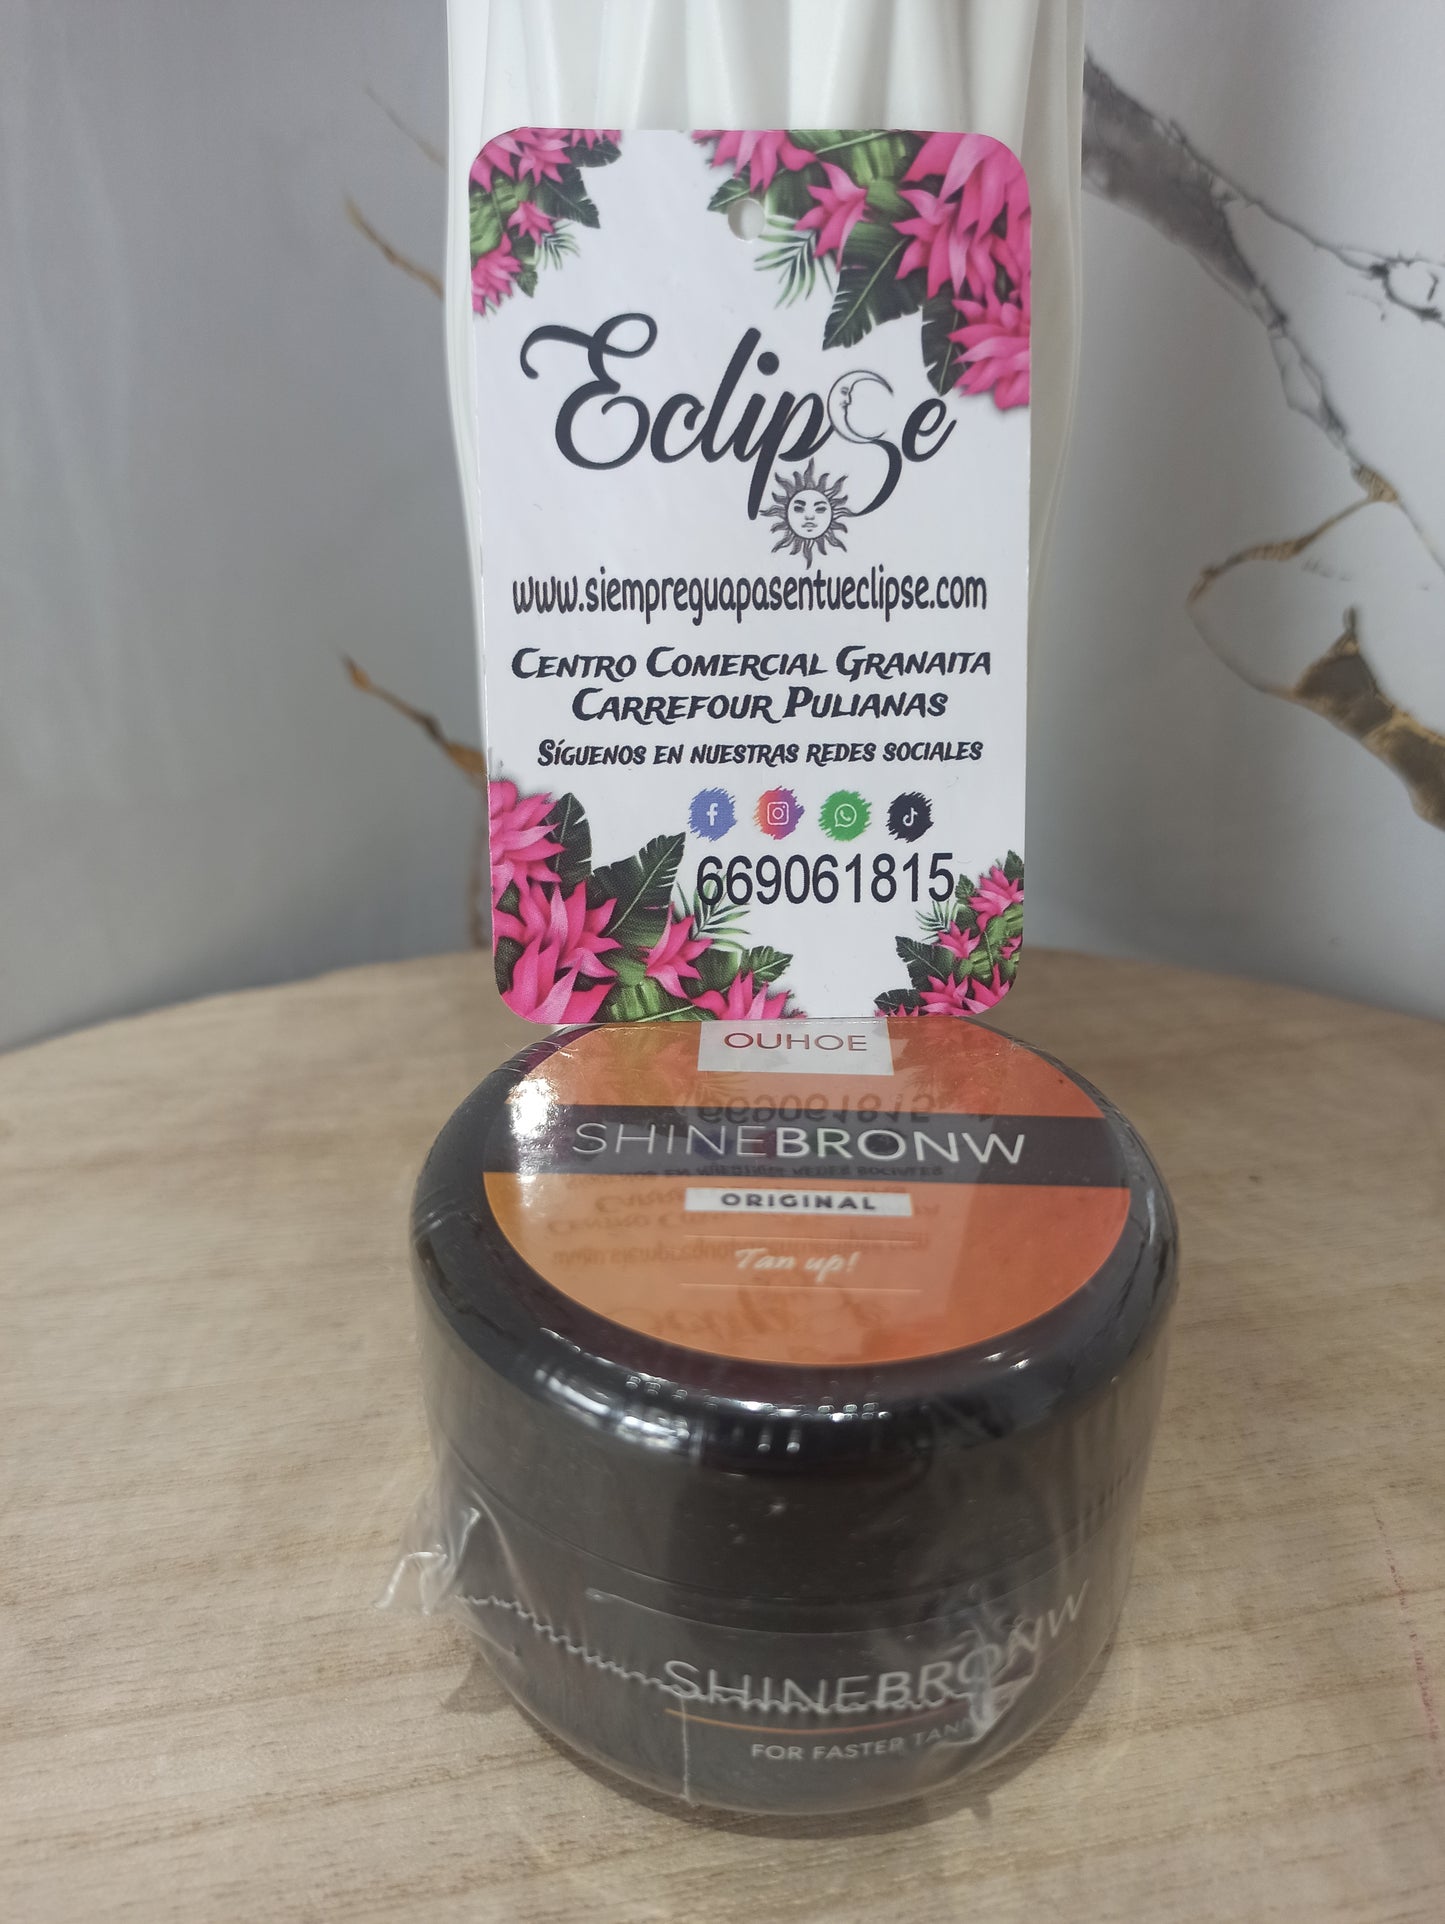 Eclipse
www.siempreguapasentueclipse.com
CENTRO COMERCIAL GRANAITA
CARREFOUR PULIANAS
SÍGUENOS EN NUESTRAS REDES SOCIALES
669061815
OUHOE
SHINEBRONW
ORIGINAL
Tan up!
SHINEBRONW
FOR FASTER